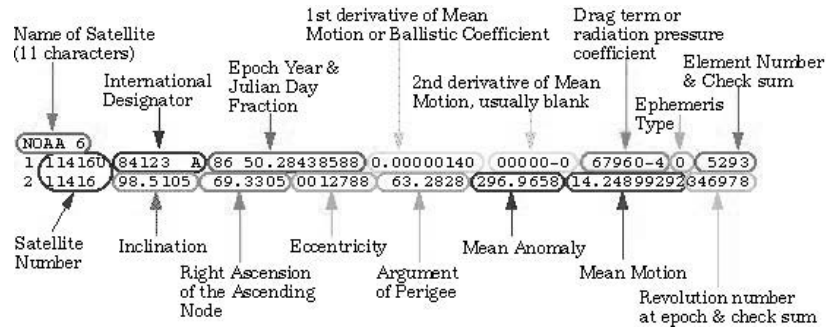 Name of Satellite
(11 characters)
International
Designator
Epoch Year &
Julian Day
Fraction
1st derivative of Mean
Motion or Ballistic Coefficient
2nd derivative of Mean
Motion, usually blank
Drag term or
radiation pressure
coefficient
Ephemeris
Type
Element Number
& Check sum
NOAA 6
1 11416U 84123 A 86 50.28438588 0.00000140 00000-0 67960-4 0 5293
2 11416 98.5105 69.3305 0012788 63.2828 296.9658 14.24899292346978
Satellite
Number
Inclination
Right Ascension
of the Ascending
Node
Eccentricity
Argument
of Perigee
Mean Anomaly
Mean Motion
Revolution number
at epoch & check sum